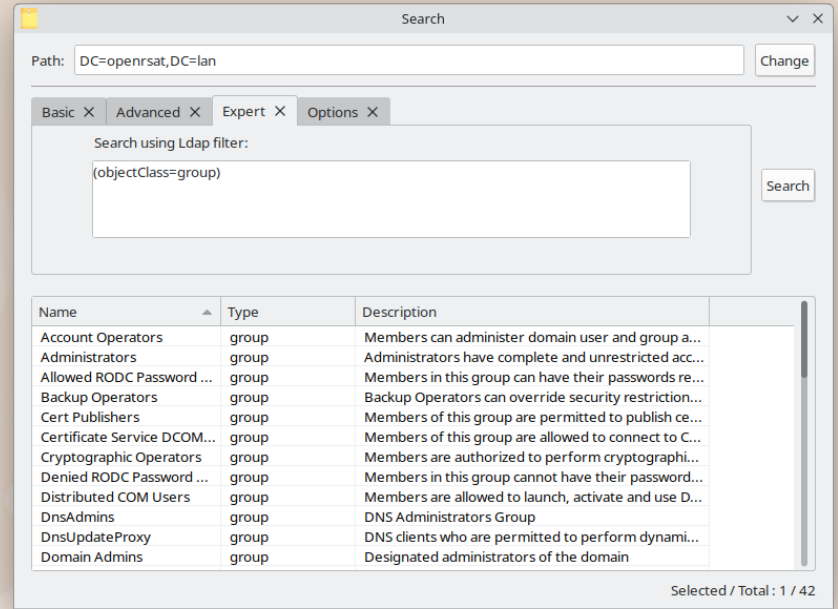 Search
Path: DC=openrsat,DC=lan Change
Basic Advanced Expert Options
Search using Ldap filter:
(objectClass=group)
Search
Name Type Description
Account Operators group Members can administer domain user and group a...
Administrators group Administrators have complete and unrestricted acc...
Allowed RODC Password ... group Members in this group can have their passwords re...
Backup Operators group Backup Operators can override security restriction...
Cert Publishers group Members of this group are permitted to publish ce...
Certificate Service DCOM... group Members of this group are allowed to connect to C...
Cryptographic Operators group Members are authorized to perform cryptographi...
Denied RODC Password ... group Members in this group cannot have their password...
Distributed COM Users group Members are allowed to launch, activate and use D...
DnsAdmins group DNS Administrators Group
DnsUpdateProxy group DNS clients who are permitted to perform dynami...
Domain Admins group Designated administrators of the domain
Selected / Total : 1 / 42